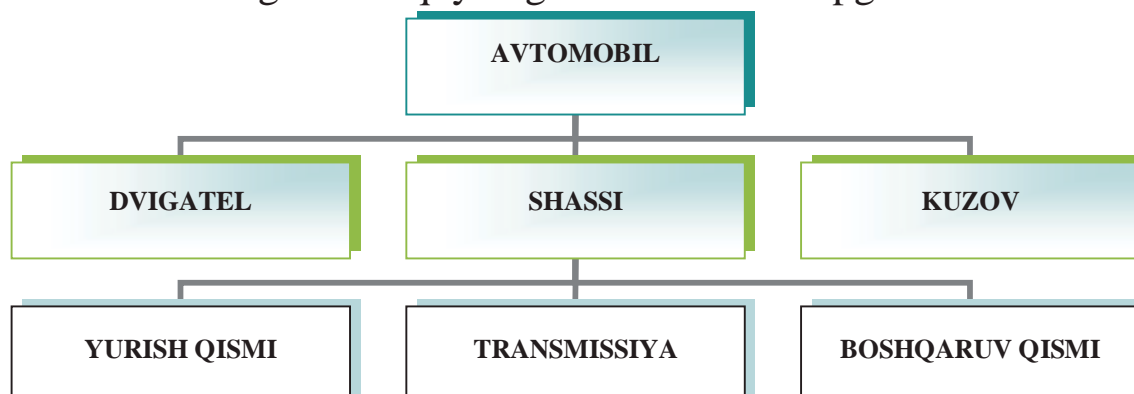 AVTOMOBIL
DVIGATEL SHASSI KUZOV
YURISH QISMI TRANSMISSIYA BOSHQARUV QISMI